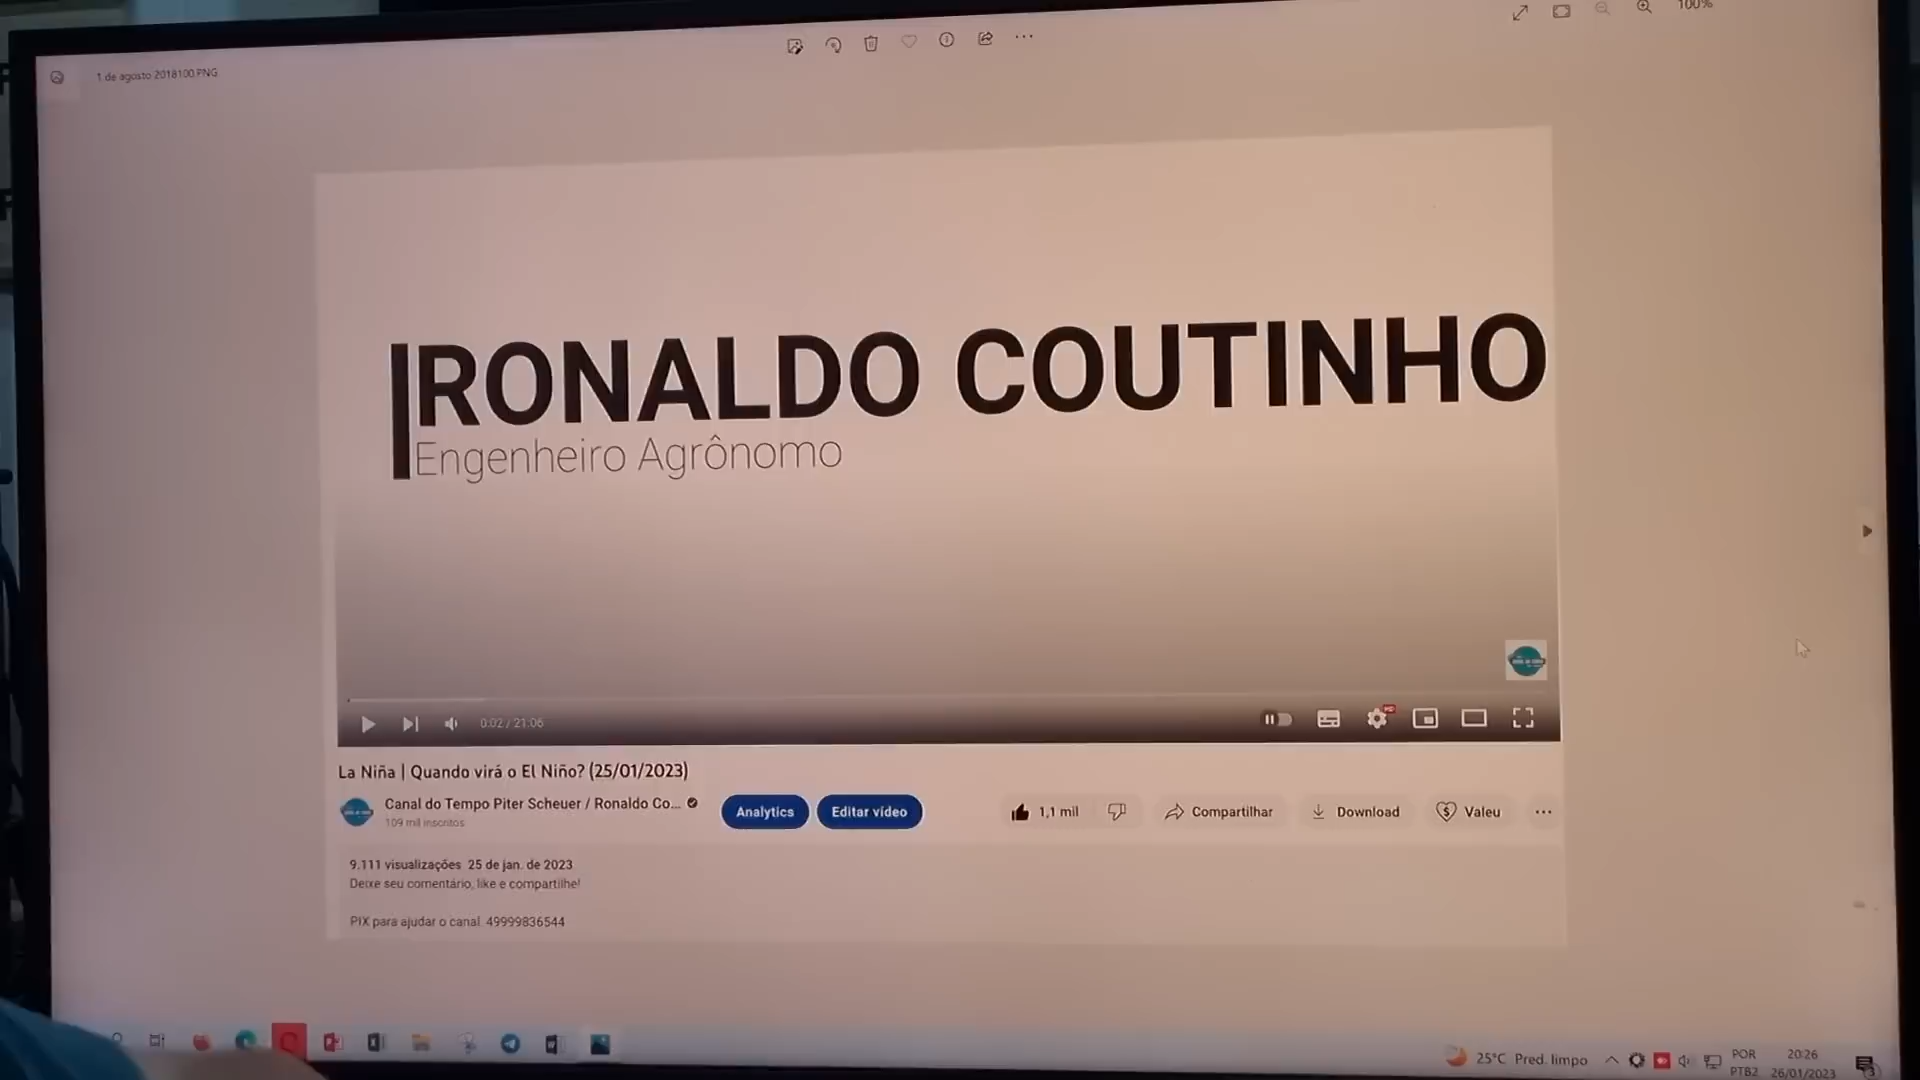 100%
1 de agosto 2018100.PNG
RONALDO COUTINHO
Engenheiro Agrônomo
0:02 / 21:06
HD
La Niña | Quando virá o El Niño? (25/01/2023)
Canal do Tempo Piter Scheuer / Ronaldo Co...
109 mil inscritos
Analytics
Editar vídeo
1,1 mil
Compartilhar
Download
Valeu
...
9.111 visualizações 25 de jan. de 2023
Deixe seu comentário, like e compartilhe!
PIX para ajudar o canal: 49999836544
25°C Pred. limpo
POR
PTB2
20:26
26/01/2023
3